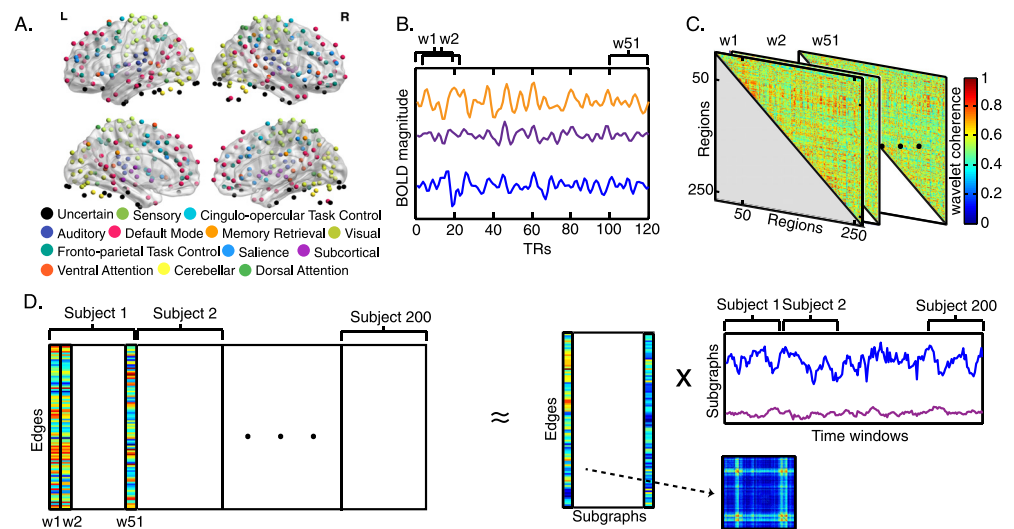 A.
L
R
Uncertain Sensory Cingulo-opercular Task Control
Auditory Default Mode Memory Retrieval Visual
Fronto-parietal Task Control Salience Subcortical
Ventral Attention Cerebellar Dorsal Attention
B.
w1 w2
w51
BOLD magnitude
0 20 40 60 80 100 120
TRs
C.
w1 w2 w51
50
Regions
250
50 Regions 250
1
0.8
0.6
0.4
0.2
0
wavelet coherence
D.
Subject 1 Subject 2 Subject 200
Edges
w1 w2 w51
≈
Edges
Subgraphs
x
Subject 1 Subject 2 Subject 200
Subgraphs
Time windows